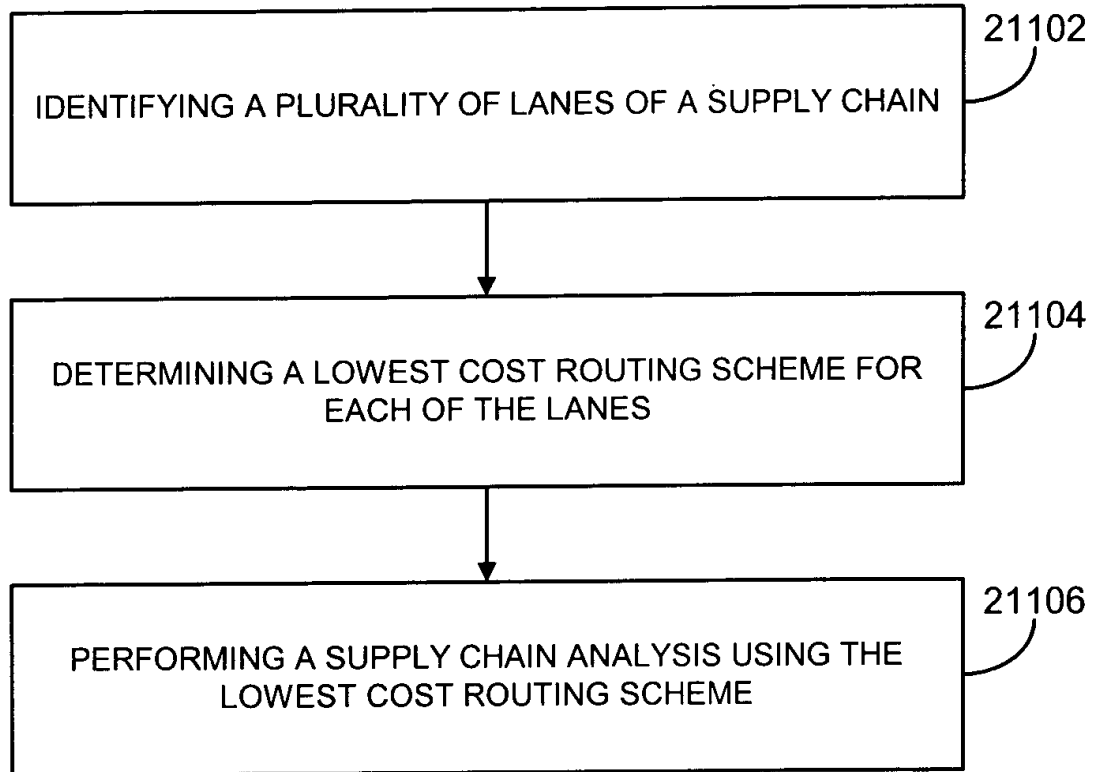 21102
IDENTIFYING A PLURALITY OF LANES OF A SUPPLY CHAIN
21104
DETERMINING A LOWEST COST ROUTING SCHEME FOR
EACH OF THE LANES
21106
PERFORMING A SUPPLY CHAIN ANALYSIS USING THE
LOWEST COST ROUTING SCHEME